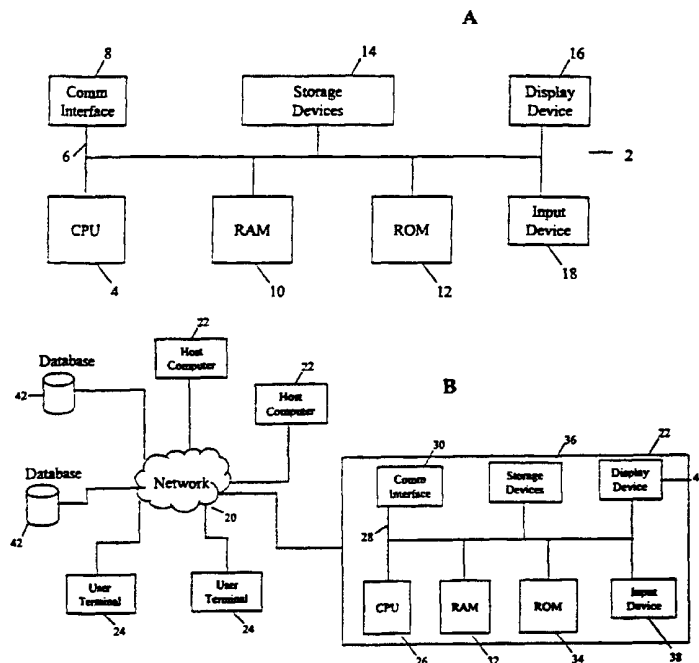 A
8
14
16
Comm
Interface
Storage
Devices
Display
Device
6
2
CPU
RAM
ROM
Input
Device
4
10
12
18
22
Host
Computer
22
Host
Computer
Database
42
Database
42
Network
20
User
Terminal
24
User
Terminal
24
B
30
36
22
Comm
Interface
Storage
Devices
Display
Device
4
28
CPU
RAM
ROM
Input
Device
26
32
34
38